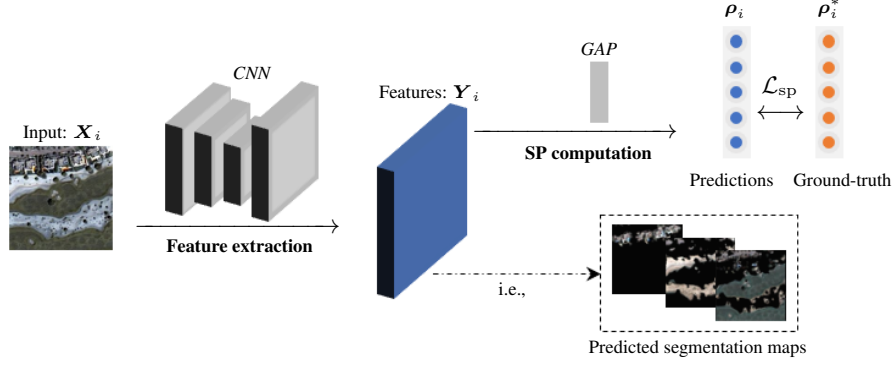 CNN
Input: X_i
Feature extraction
Features: Y_i
GAP
SP computation
ρ_i
ρ_i^*
ℒ_sp
Predictions
Ground-truth
i.e.,
Predicted segmentation maps